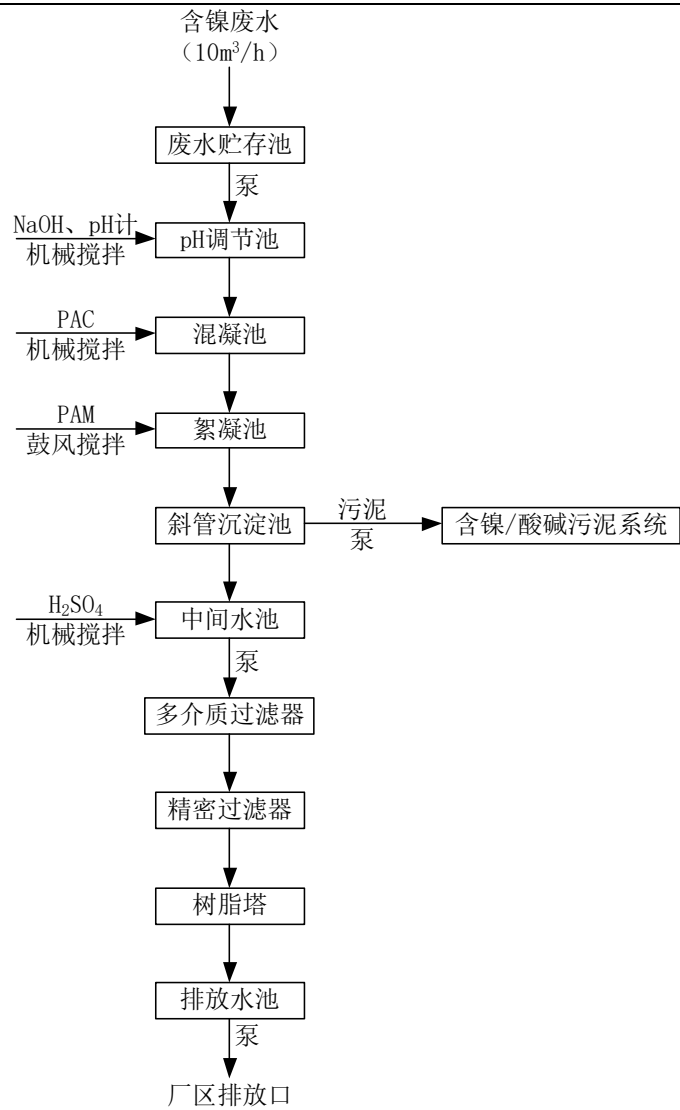 含镍废水
（10m³/h）
废水贮存池
泵
NaOH、pH计
机械搅拌
pH调节池
PAC
机械搅拌
混凝池
PAM
鼓风搅拌
絮凝池
斜管沉淀池
污泥
泵
含镍/酸碱污泥系统
H₂SO₄
机械搅拌
中间水池
泵
多介质过滤器
精密过滤器
树脂塔
排放水池
泵
厂区排放口